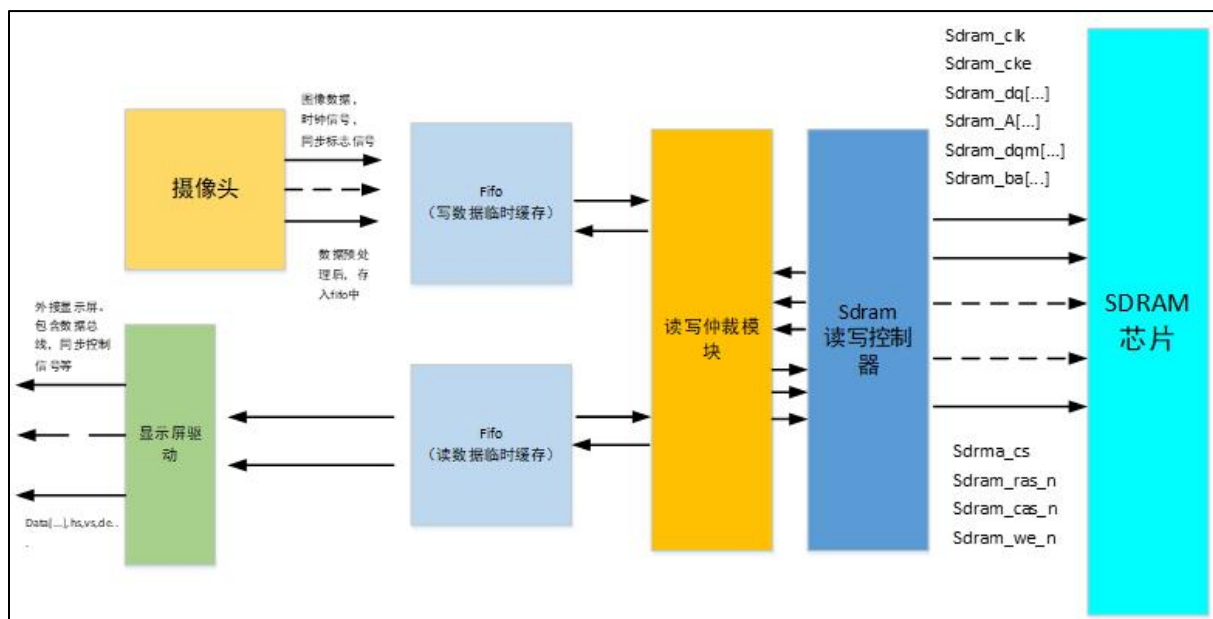 摄像头
图像数据，
时钟信号，
同步标志信号
数据预处
理后，存
入fifo中
Fifo
（写数据临时缓存）
外接显示屏，
包含数据总
线，同步控制
信号等
显示屏驱
动
Data[...],hs,vs,de..
.
Fifo
（读数据临时缓存）
读写仲裁模
块
Sdram
读写控制
器
Sdram_clk
Sdram_cke
Sdram_dq[...]
Sdram_A[...]
Sdram_dqm[...]
Sdram_ba[...]
Sdrma_cs
Sdram_ras_n
Sdram_cas_n
Sdram_we_n
SDRAM
芯片